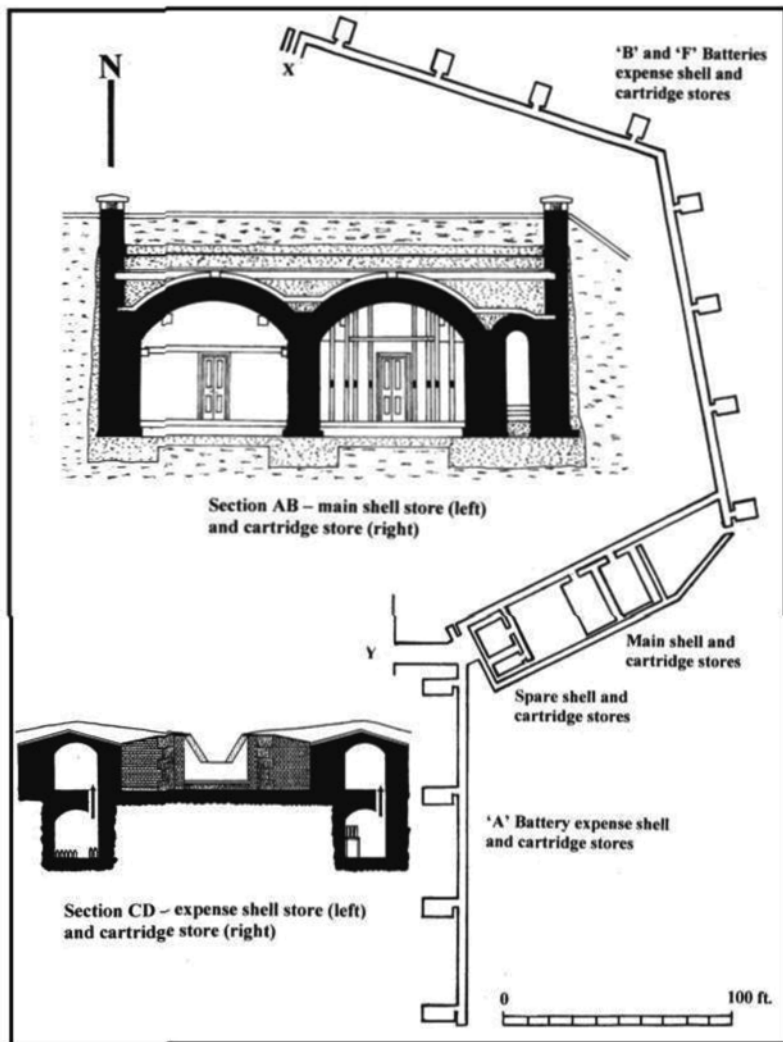 'B' and 'F' Batteries
expense shell and
cartridge stores
N
X
Section AB – main shell store (left)
and cartridge store (right)
Y
Main shell and
cartridge stores
Spare shell and
cartridge stores
'A' Battery expense shell
and cartridge stores
Section CD – expense shell store (left)
and cartridge store (right)
0 100 ft.